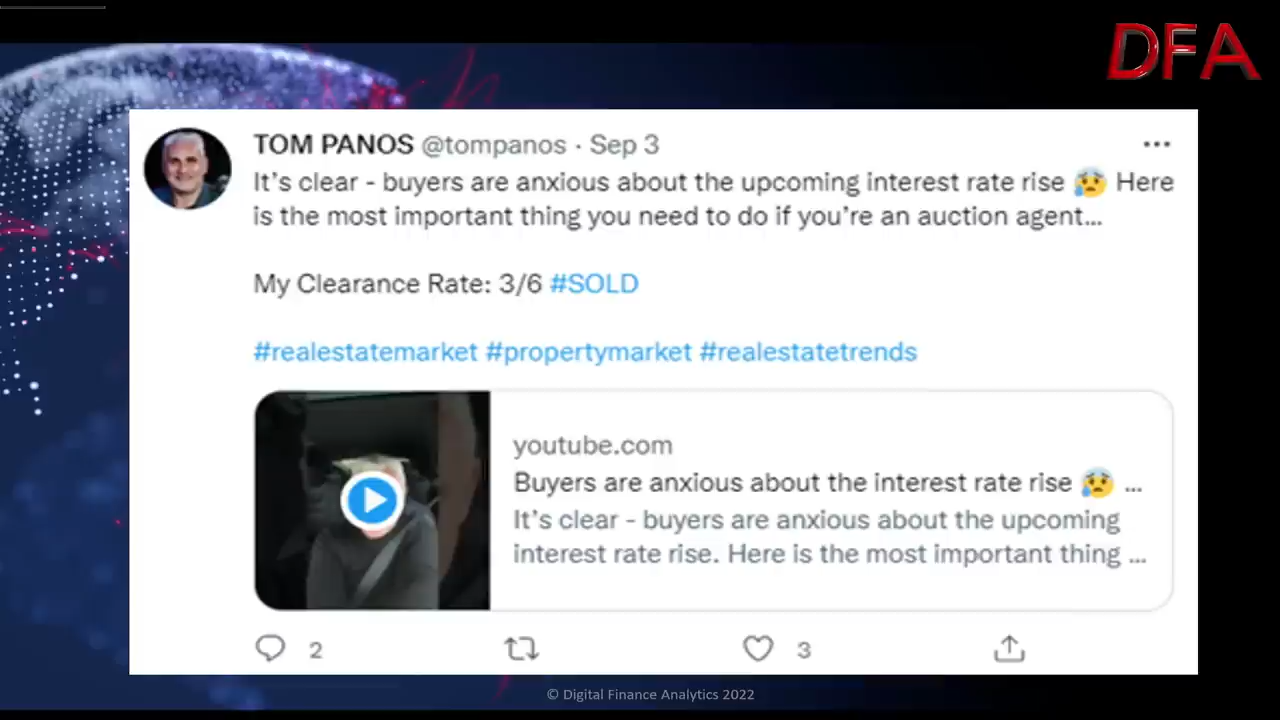 DFA
TOM PANOS @tompanos · Sep 3
It's clear - buyers are anxious about the upcoming interest rate rise 😰 Here
is the most important thing you need to do if you're an auction agent...
My Clearance Rate: 3/6 #SOLD
#realestatemarket #propertymarket #realestatetrends
youtube.com
Buyers are anxious about the interest rate rise 😰 ...
It's clear - buyers are anxious about the upcoming
interest rate rise. Here is the most important thing ...
2
3
© Digital Finance Analytics 2022